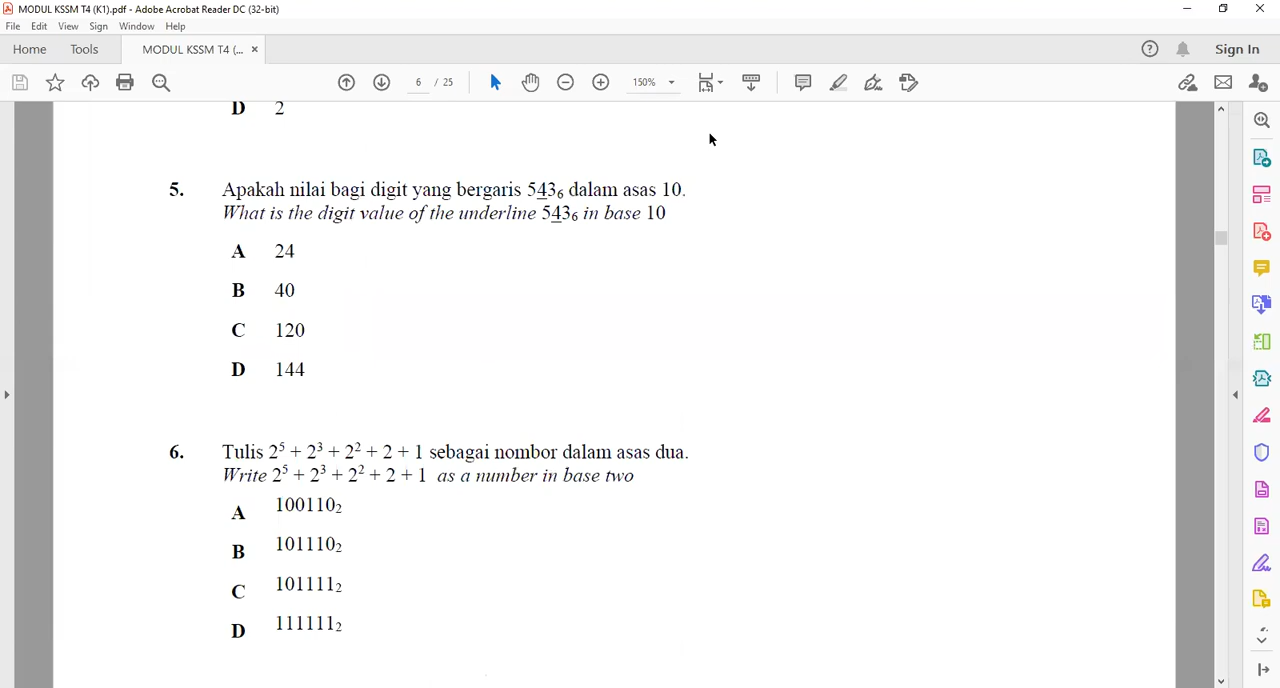 MODUL KSSM T4 (K1).pdf - Adobe Acrobat Reader DC (32-bit)
File Edit View Sign Window Help
Home Tools MODUL KSSM T4 (... × Sign In
6 / 25 150%
D 2
5. Apakah nilai bagi digit yang bergaris 543₆ dalam asas 10.
What is the digit value of the underline 543₆ in base 10
A 24
B 40
C 120
D 144
6. Tulis 2⁵ + 2³ + 2² + 2 + 1 sebagai nombor dalam asas dua.
Write 2⁵ + 2³ + 2² + 2 + 1 as a number in base two
A 100110₂
B 101110₂
C 101111₂
D 111111₂